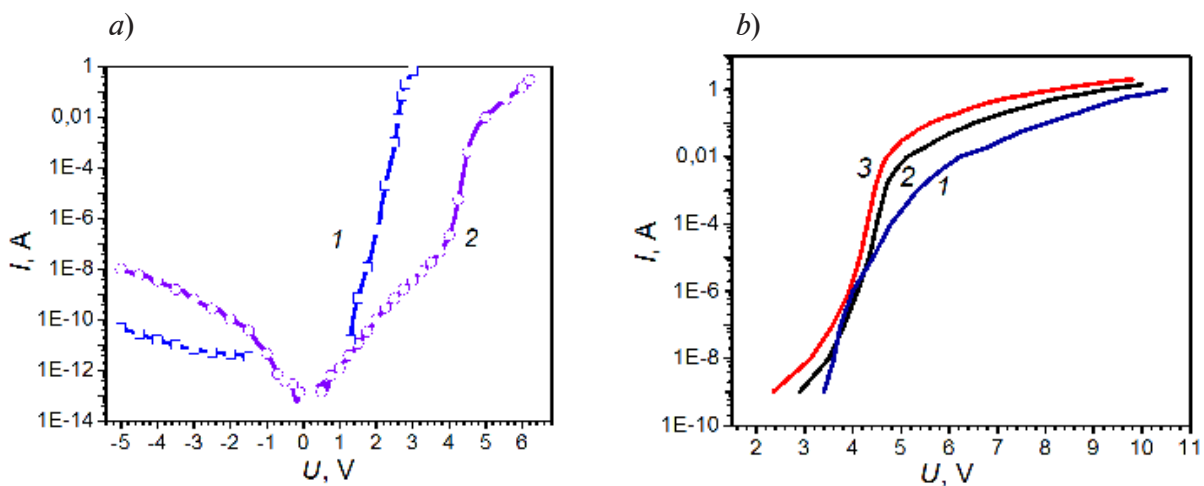 a)
1
0,01
1E-4
1E-6
1E-8
1E-10
1E-12
1E-14
I, A
1
2
-5 -4 -3 -2 -1 0 1 2 3 4 5 6
U, V
b)
1
0,01
1E-4
1E-6
1E-8
1E-10
I, A
3
2
1
2 3 4 5 6 7 8 9 10 11
U, V